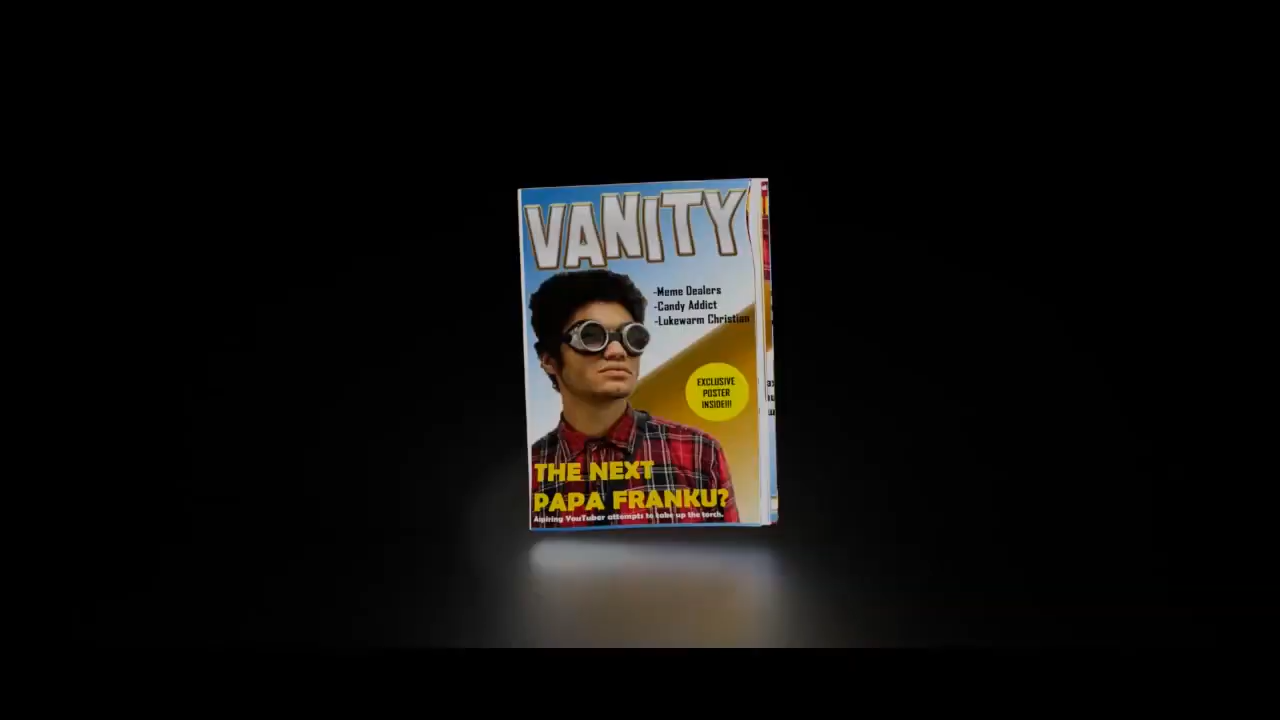 VANITY
-Meme Dealers
-Candy Addict
-Lukewarm Christian
EXCLUSIVE
POSTER
INSIDE!!!
THE NEXT
PAPA FRANKU?
Aspiring YouTuber attempts to take up the torch.